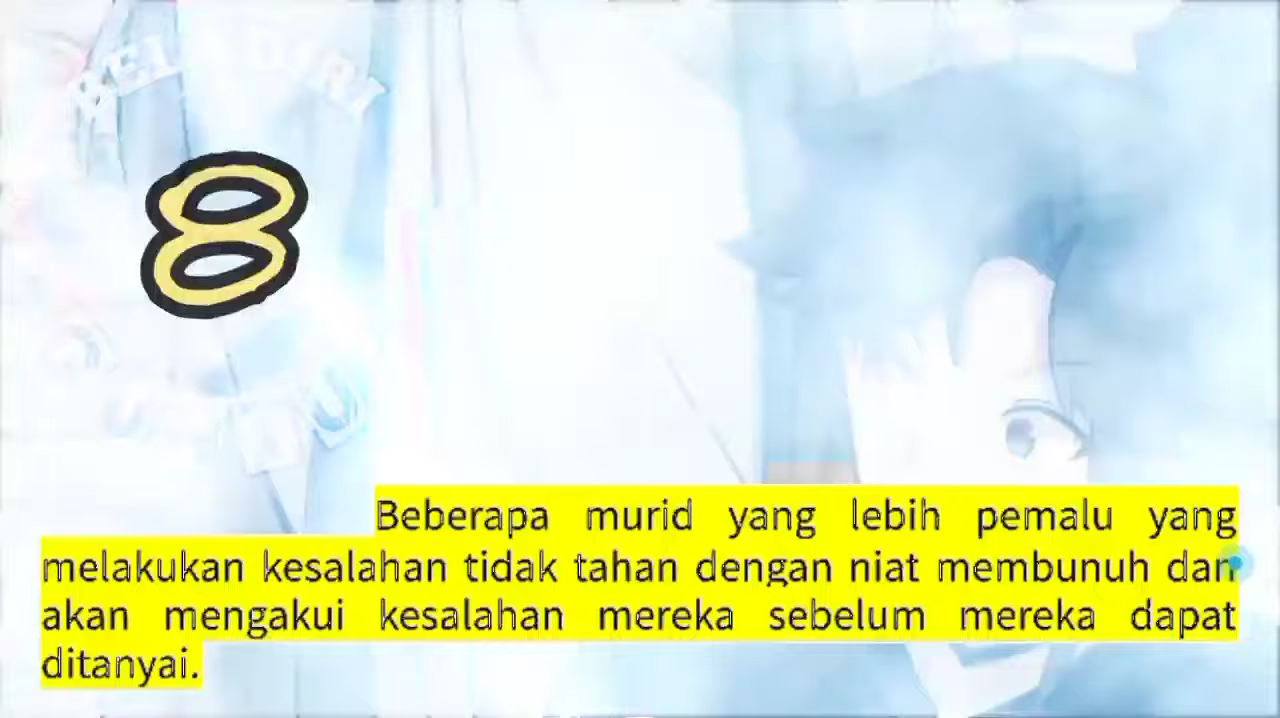 8
Beberapa murid yang lebih pemalu yang
melakukan kesalahan tidak tahan dengan niat membunuh dan
akan mengakui kesalahan mereka sebelum mereka dapat
ditanyai.